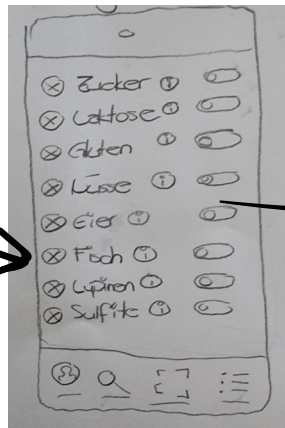 Zucker
Laktose
Gluten
Nüsse
Eier
Fisch
Lupinen
Sulfite